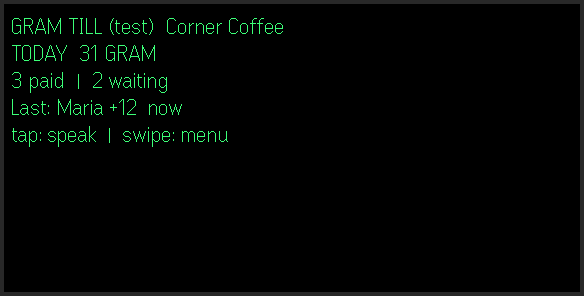 GRAM TILL (test)  Corner Coffee
TODAY  31 GRAM
3 paid  |  2 waiting
Last: Maria +12  now
tap: speak  |  swipe: menu